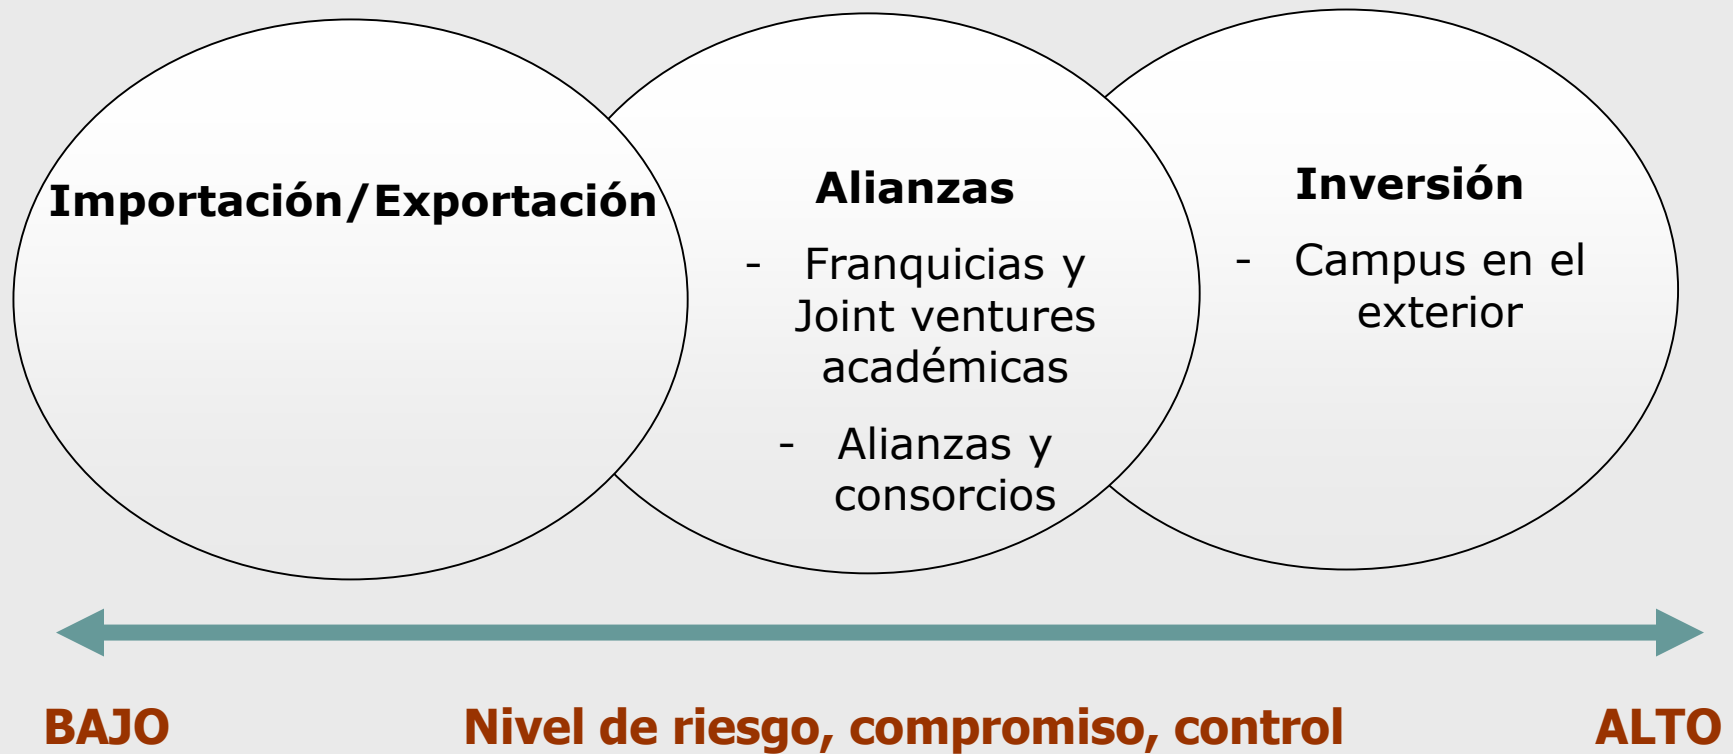 Importación/Exportación
Alianzas
- Franquicias y
Joint ventures
académicas
- Alianzas y
consorcios
Inversión
- Campus en el
exterior
BAJO
Nivel de riesgo, compromiso, control
ALTO